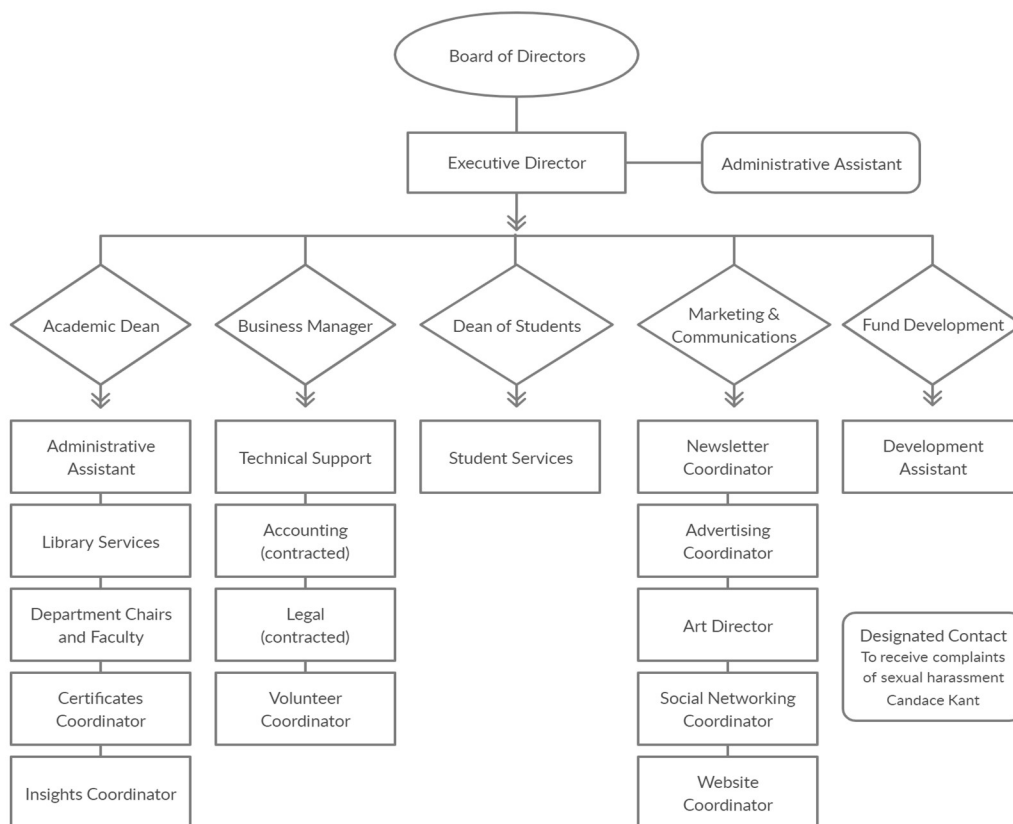 Board of Directors
Executive Director
Administrative Assistant
Academic Dean
Business Manager
Dean of Students
Marketing &
Communications
Fund Development
Administrative
Assistant
Library Services
Department Chairs
and Faculty
Certificates
Coordinator
Insights Coordinator
Technical Support
Accounting
(contracted)
Legal
(contracted)
Volunteer
Coordinator
Student Services
Newsletter
Coordinator
Advertising
Coordinator
Art Director
Social Networking
Coordinator
Website
Coordinator
Development
Assistant
Designated Contact
To receive complaints
of sexual harassment
Candace Kant